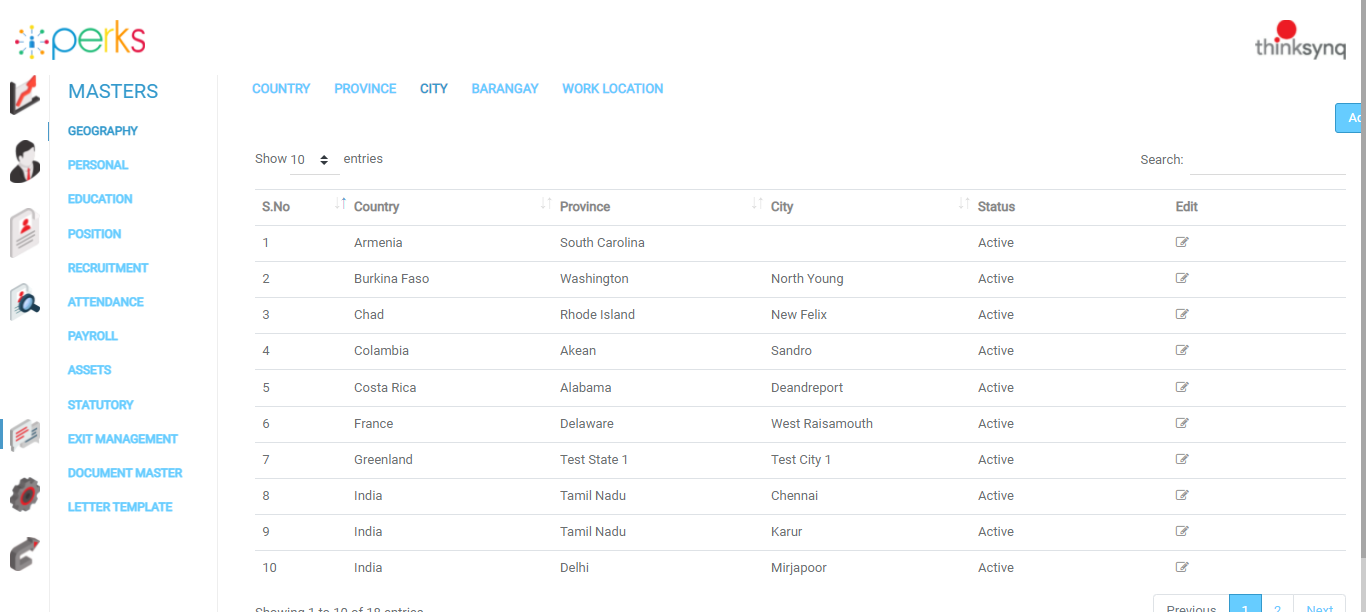 perks
thinksynq
MASTERS
GEOGRAPHY
PERSONAL
EDUCATION
POSITION
RECRUITMENT
ATTENDANCE
PAYROLL
ASSETS
STATUTORY
EXIT MANAGEMENT
DOCUMENT MASTER
LETTER TEMPLATE
COUNTRY PROVINCE CITY BARANGAY WORK LOCATION
Show 10 entries
Search:
S.No Country Province City Status Edit
1 Armenia South Carolina Active
2 Burkina Faso Washington North Young Active
3 Chad Rhode Island New Felix Active
4 Colambia Akean Sandro Active
5 Costa Rica Alabama Deandreport Active
6 France Delaware West Raisamouth Active
7 Greenland Test State 1 Test City 1 Active
8 India Tamil Nadu Chennai Active
9 India Tamil Nadu Karur Active
10 India Delhi Mirjapoor Active
Showing 1 to 10 of 18 entries
Previous 1 2 Next